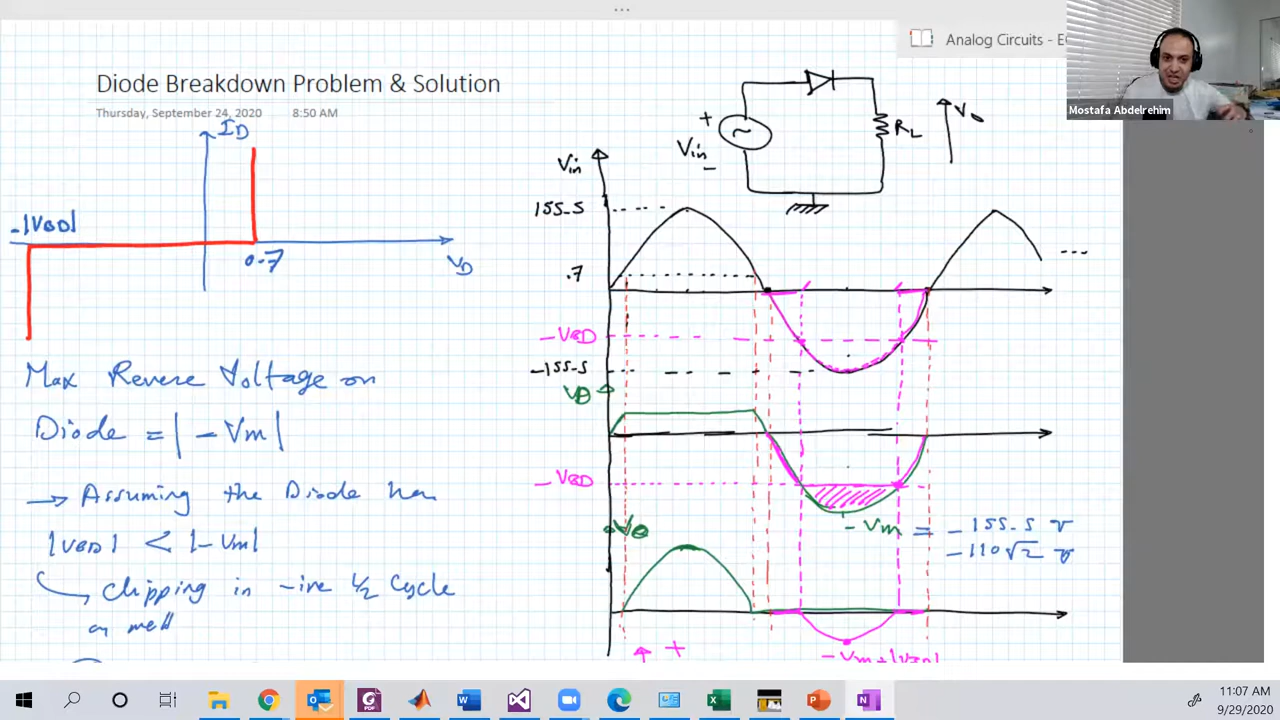 Analog Circuits - E
Mostafa Abdelrehim
Diode Breakdown Problem & Solution
Thursday, September 24, 2020 8:50 AM
ID
-|VBD|
0.7
VD
Vin
+
-
RL
Vo
Vin
155.5
.7
-VBD
-155.5
...
VD
-VBD
-Vm = -155.5 v
-110√2 v
Vo
+
-Vm+|VBD|
Max Reverse Voltage on
Diode = |-Vm|
→ Assuming the Diode has
|VBD| < |-Vm|
Clipping in -ive 1/2 Cycle
as well
PDF
11:07 AM
9/29/2020